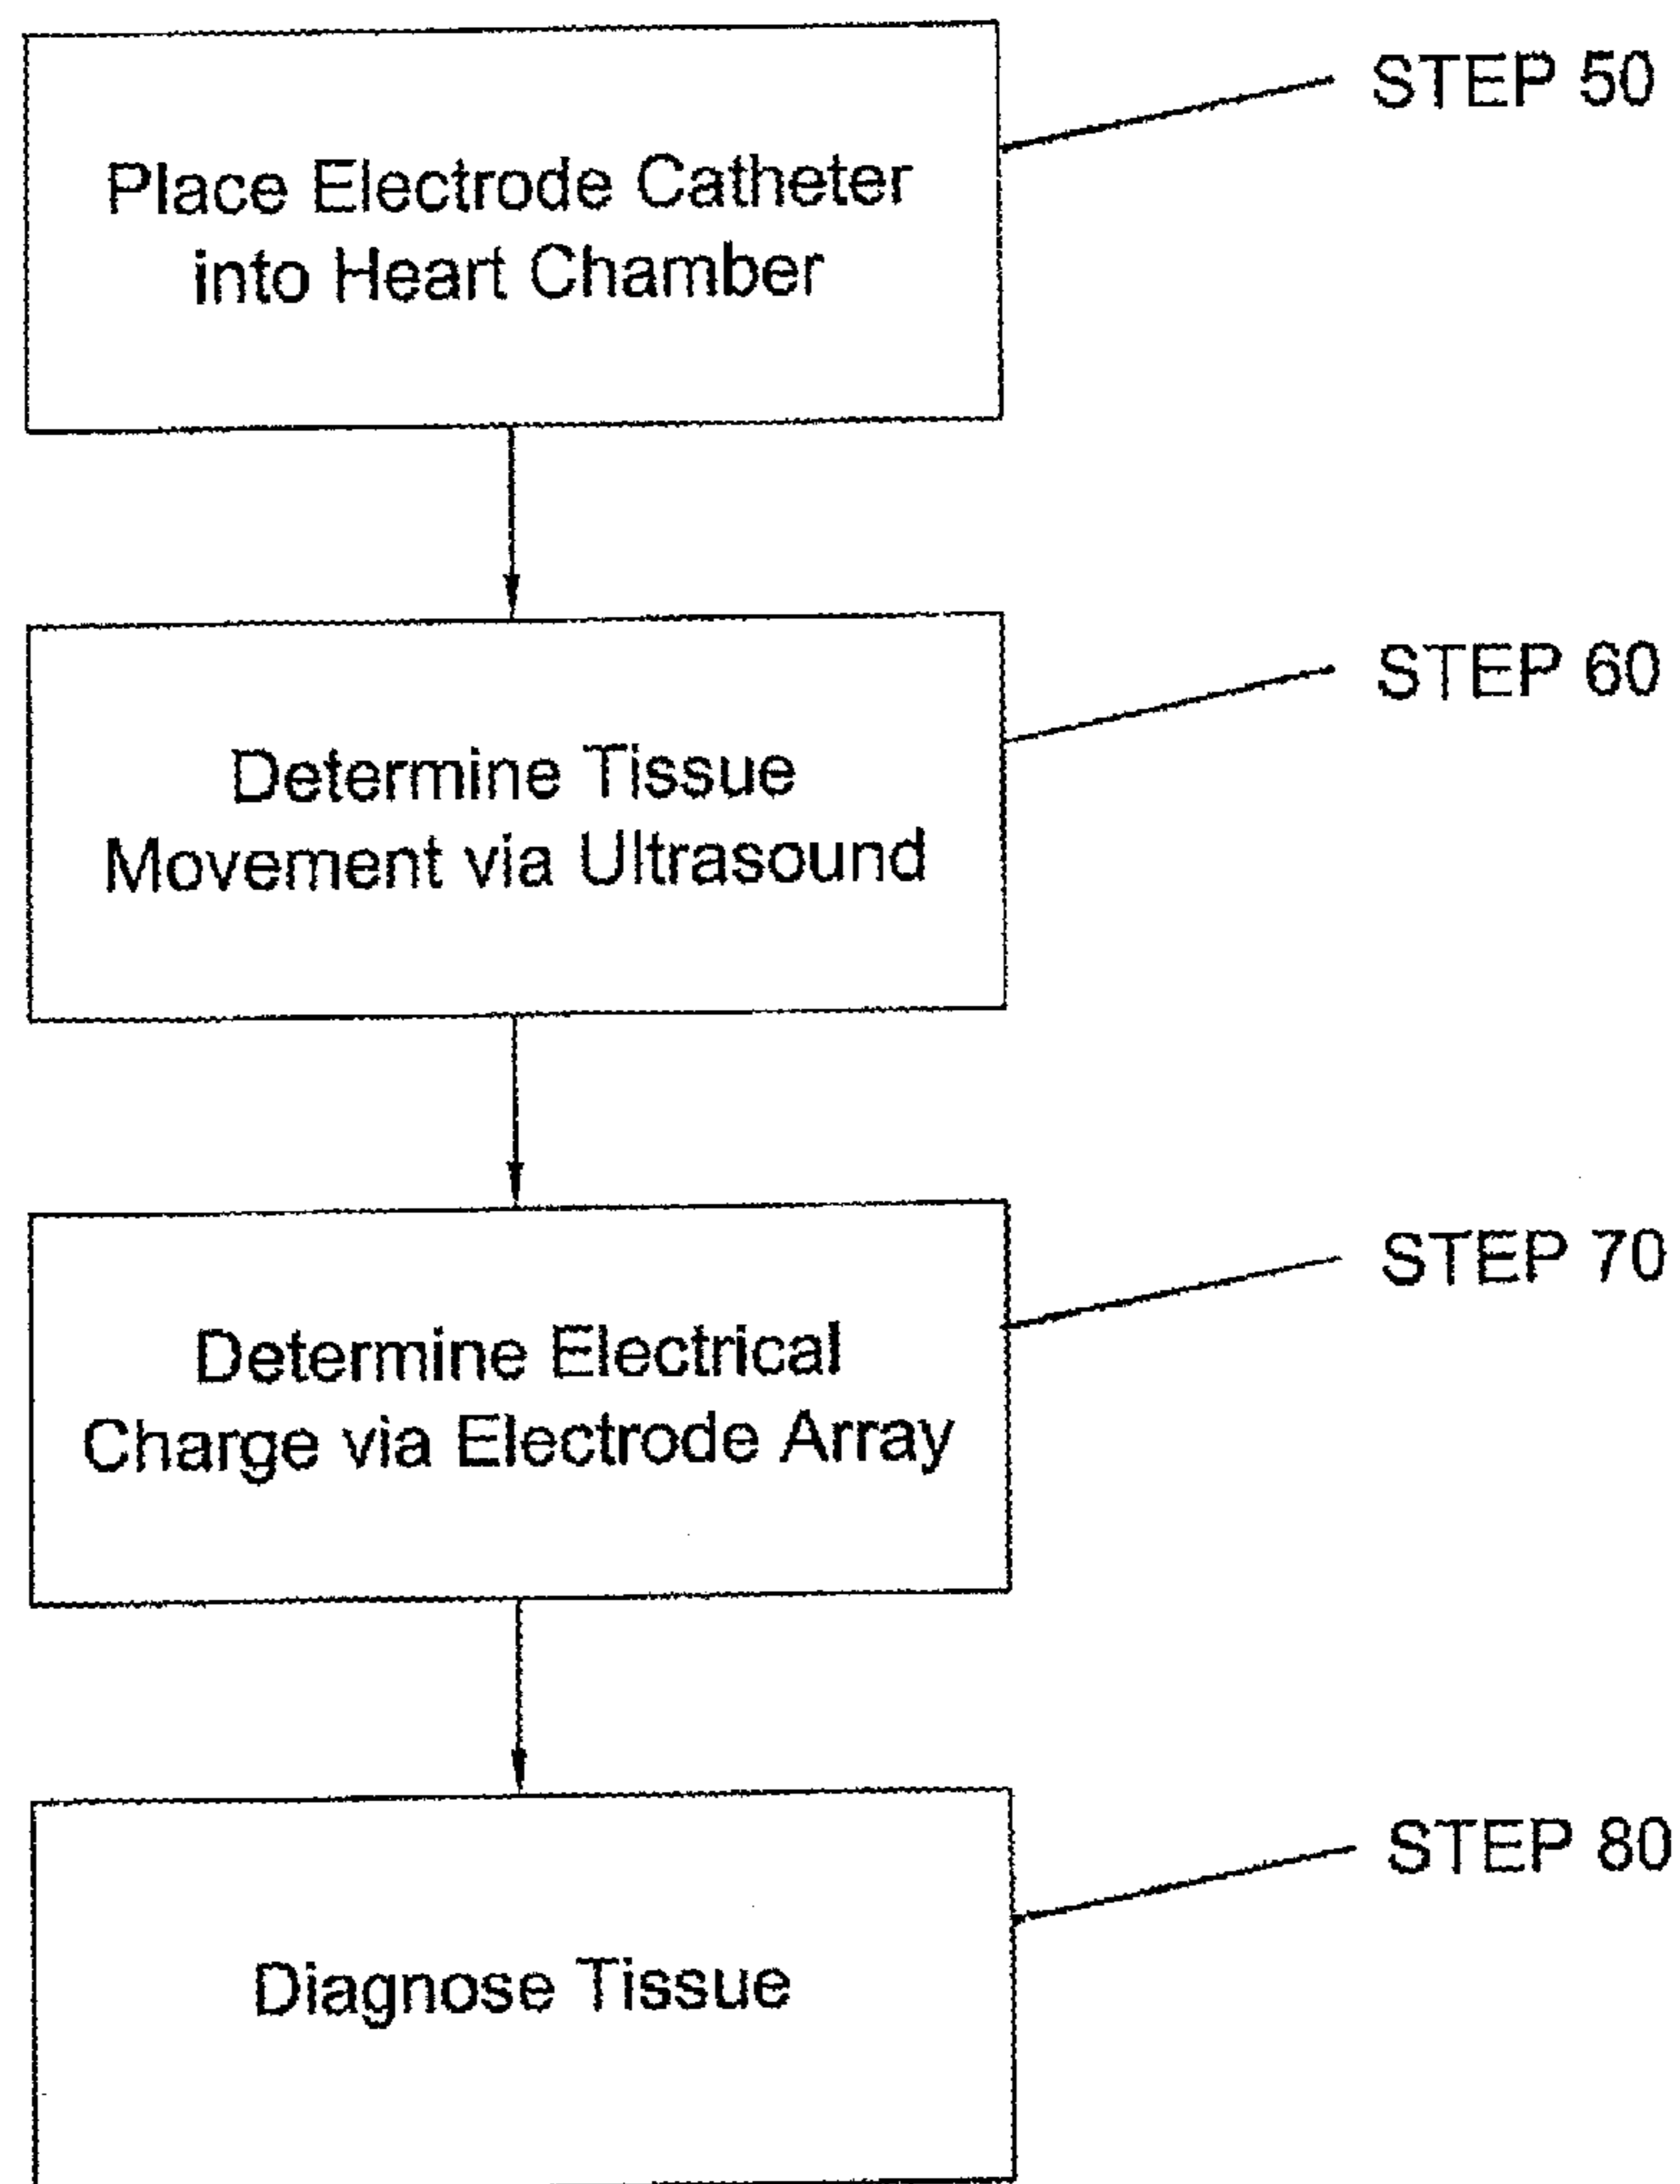 Place Electrode Catheter
into Heart Chamber
STEP 50
Determine Tissue
Movement via Ultrasound
STEP 60
Determine Electrical
Charge via Electrode Array
STEP 70
Diagnose Tissue
STEP 80